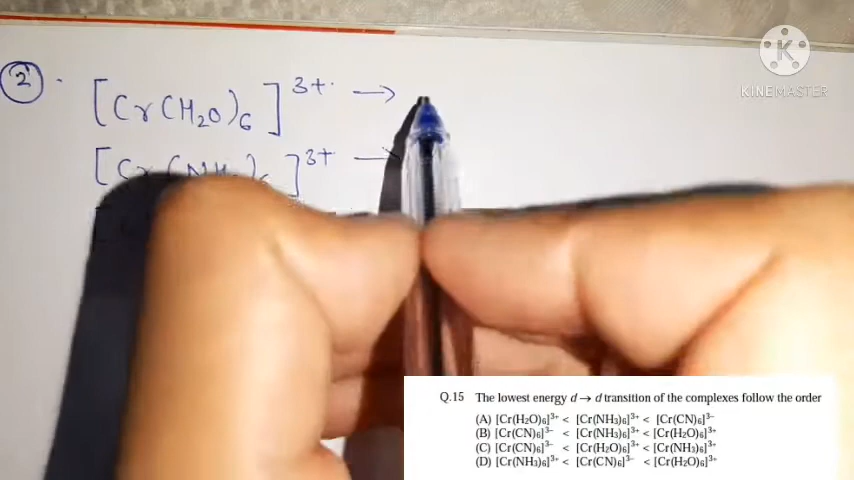 KINEMASTER
② · [Cr(H₂O)₆]³⁺· →
³⁺ →
Q.15 The lowest energy d → d transition of the complexes follow the order
(A) [Cr(H₂O)₆]³⁺ < [Cr(NH₃)₆]³⁺ < [Cr(CN)₆]³⁻
(B) [Cr(CN)₆]³⁻ < [Cr(NH₃)₆]³⁺ < [Cr(H₂O)₆]³⁺
(C) [Cr(CN)₆]³⁻ < [Cr(H₂O)₆]³⁺ < [Cr(NH₃)₆]³⁺
(D) [Cr(NH₃)₆]³⁺ < [Cr(CN)₆]³⁻ < [Cr(H₂O)₆]³⁺